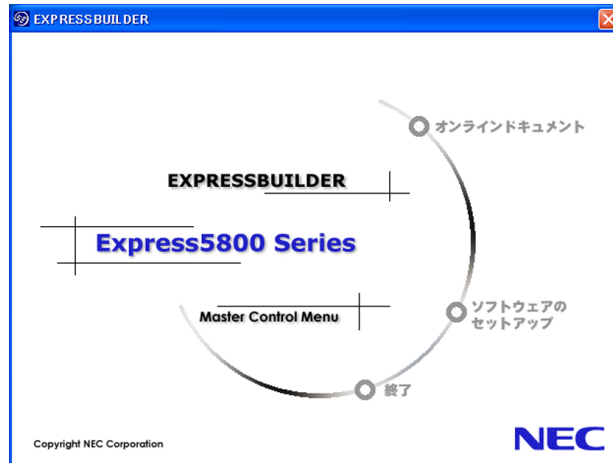 EXPRESSBUILDER
オンラインドキュメント
EXPRESSBUILDER
Express5800 Series
ソフトウェアの
セットアップ
Master Control Menu
終了
Copyright NEC Corporation
NEC